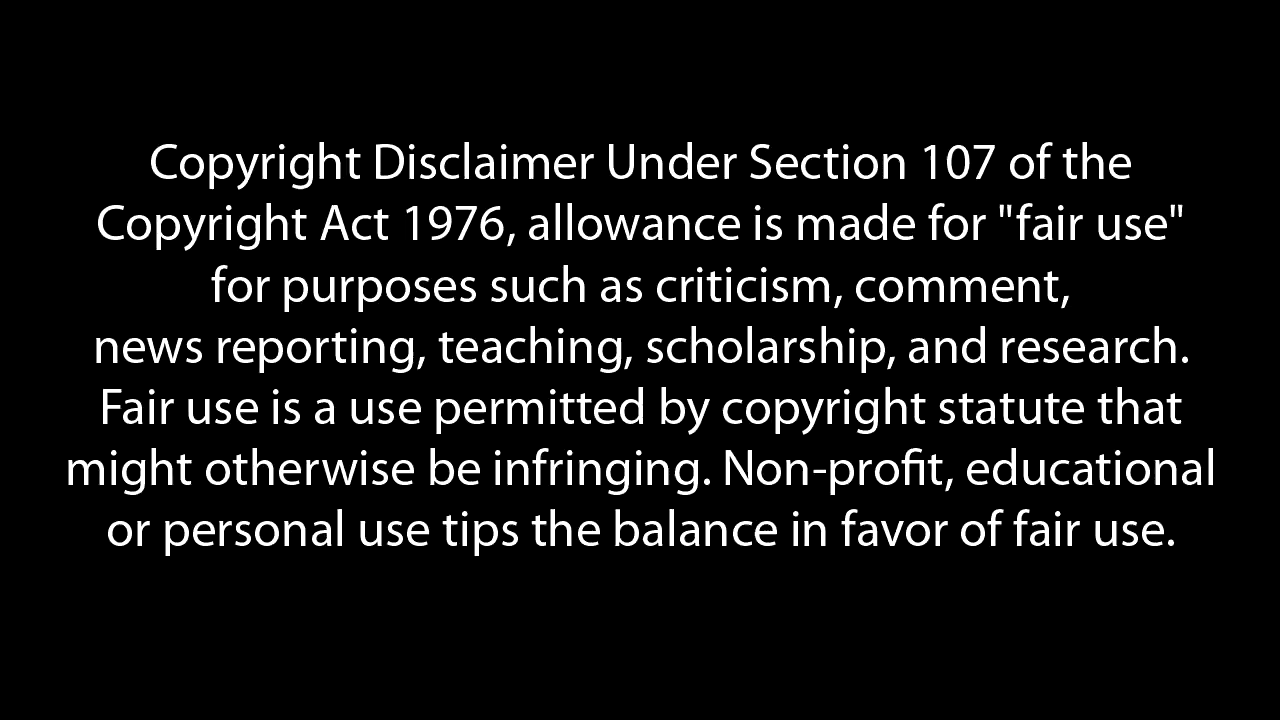 Copyright Disclaimer Under Section 107 of the
Copyright Act 1976, allowance is made for "fair use"
for purposes such as criticism, comment,
news reporting, teaching, scholarship, and research.
Fair use is a use permitted by copyright statute that
might otherwise be infringing. Non-profit, educational
or personal use tips the balance in favor of fair use.